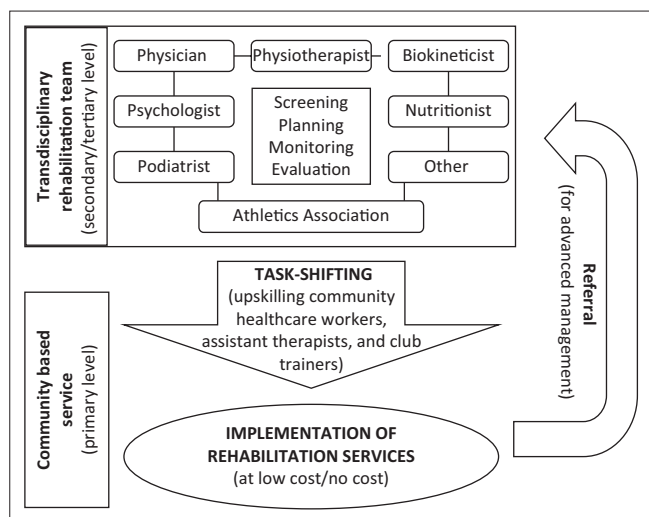 Transdisciplinary
rehabilitation team
(secondary/tertiary level)
Physician
Physiotherapist
Biokineticist
Psychologist
Screening
Planning
Monitoring
Evaluation
Nutritionist
Podiatrist
Other
Athletics Association
TASK-SHIFTING
(upskilling community
healthcare workers,
assistant therapists, and club
trainers)
Referral
(for advanced management)
Community based
service
(primary level)
IMPLEMENTATION OF
REHABILITATION SERVICES
(at low cost/no cost)